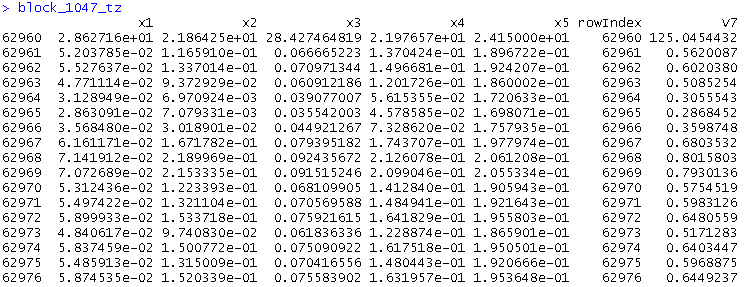 > block_1047_tz
x1 x2 x3 x4 x5 rowIndex v7
62960 2.862716e+01 2.186425e+01 28.427464819 2.197657e+01 2.415000e+01 62960 125.0454432
62961 5.203785e-02 1.165910e-01 0.066665223 1.370424e-01 1.896722e-01 62961 0.5620087
62962 5.527637e-02 1.337014e-01 0.070971344 1.496681e-01 1.924207e-01 62962 0.6020380
62963 4.771114e-02 9.372929e-02 0.060912186 1.201726e-01 1.860002e-01 62963 0.5085254
62964 3.128949e-02 6.970924e-03 0.039077007 5.615355e-02 1.720633e-01 62964 0.3055543
62965 2.863091e-02 7.079331e-03 0.035542003 4.578585e-02 1.698071e-01 62965 0.2868452
62966 3.568480e-02 3.018901e-02 0.044921267 7.328620e-02 1.757935e-01 62966 0.3598748
62967 6.161171e-02 1.671782e-01 0.079395182 1.743707e-01 1.977974e-01 62967 0.6803532
62968 7.141912e-02 2.189969e-01 0.092435672 2.126078e-01 2.061208e-01 62968 0.8015803
62969 7.072689e-02 2.153335e-01 0.091515246 2.099046e-01 2.055334e-01 62969 0.7930136
62970 5.312436e-02 1.223393e-01 0.068109905 1.412840e-01 1.905943e-01 62970 0.5754519
62971 5.497422e-02 1.321104e-01 0.070569588 1.484941e-01 1.921643e-01 62971 0.5983126
62972 5.899933e-02 1.533718e-01 0.075921615 1.641829e-01 1.955803e-01 62972 0.6480559
62973 4.840617e-02 9.740830e-02 0.061836336 1.228874e-01 1.865901e-01 62973 0.5171283
62974 5.837459e-02 1.500772e-01 0.075090922 1.617518e-01 1.950501e-01 62974 0.6403447
62975 5.485913e-02 1.315009e-01 0.070416556 1.480443e-01 1.920666e-01 62975 0.5968875
62976 5.874535e-02 1.520339e-01 0.075583902 1.631957e-01 1.953648e-01 62976 0.6449237